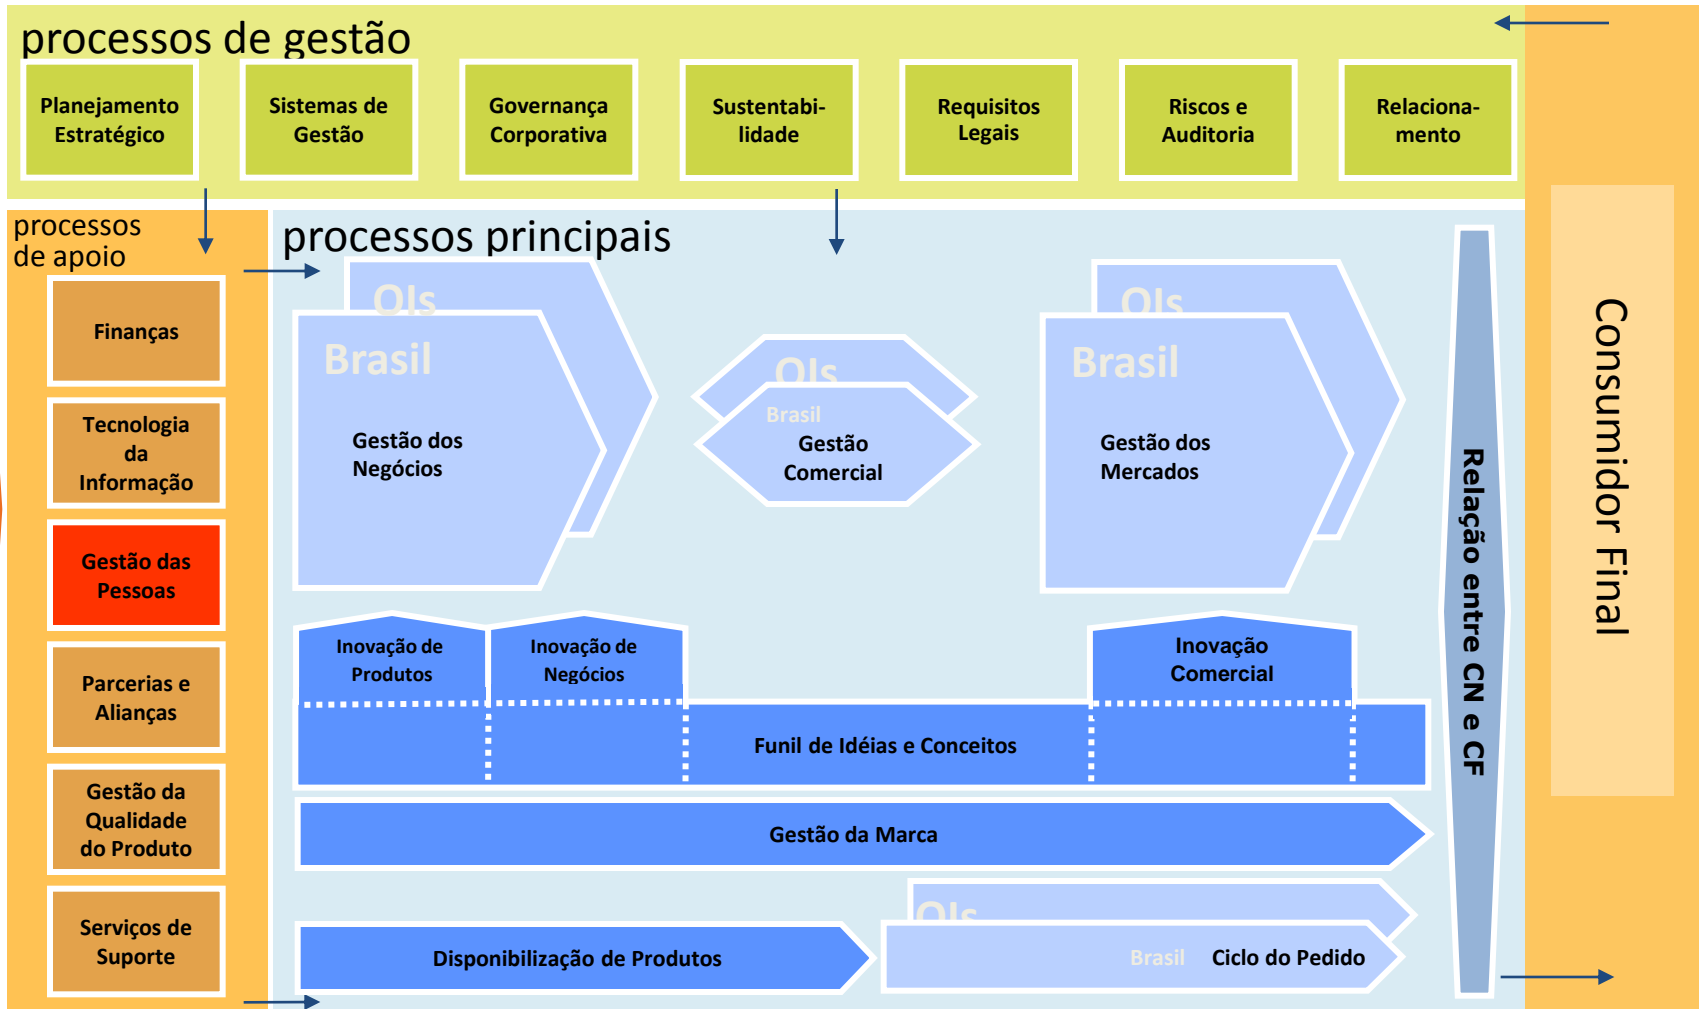 processos de gestão
Planejamento
Estratégico
Sistemas de
Gestão
Governança
Corporativa
Sustentabi-
lidade
Requisitos
Legais
Riscos e
Auditoria
Relaciona-
mento
processos
de apoio
Finanças
Tecnologia
da
Informação
Gestão das
Pessoas
Parcerias e
Alianças
Gestão da
Qualidade
do Produto
Serviços de
Suporte
processos principais
OIs
Brasil
Gestão dos
Negócios
OIs
Brasil
Gestão
Comercial
OIs
Brasil
Gestão dos
Mercados
Inovação de
Produtos
Inovação de
Negócios
Inovação
Comercial
Funil de Idéias e Conceitos
Gestão da Marca
Disponibilização de Produtos
OIs
Brasil Ciclo do Pedido
Relação entre CN e CF
Consumidor Final